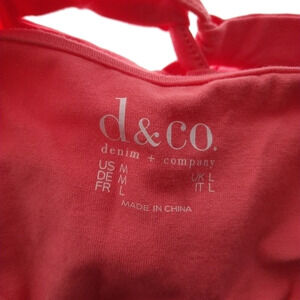 d&co.
denim + company
US M
DE M UK L
FR L IT L
MADE IN CHINA